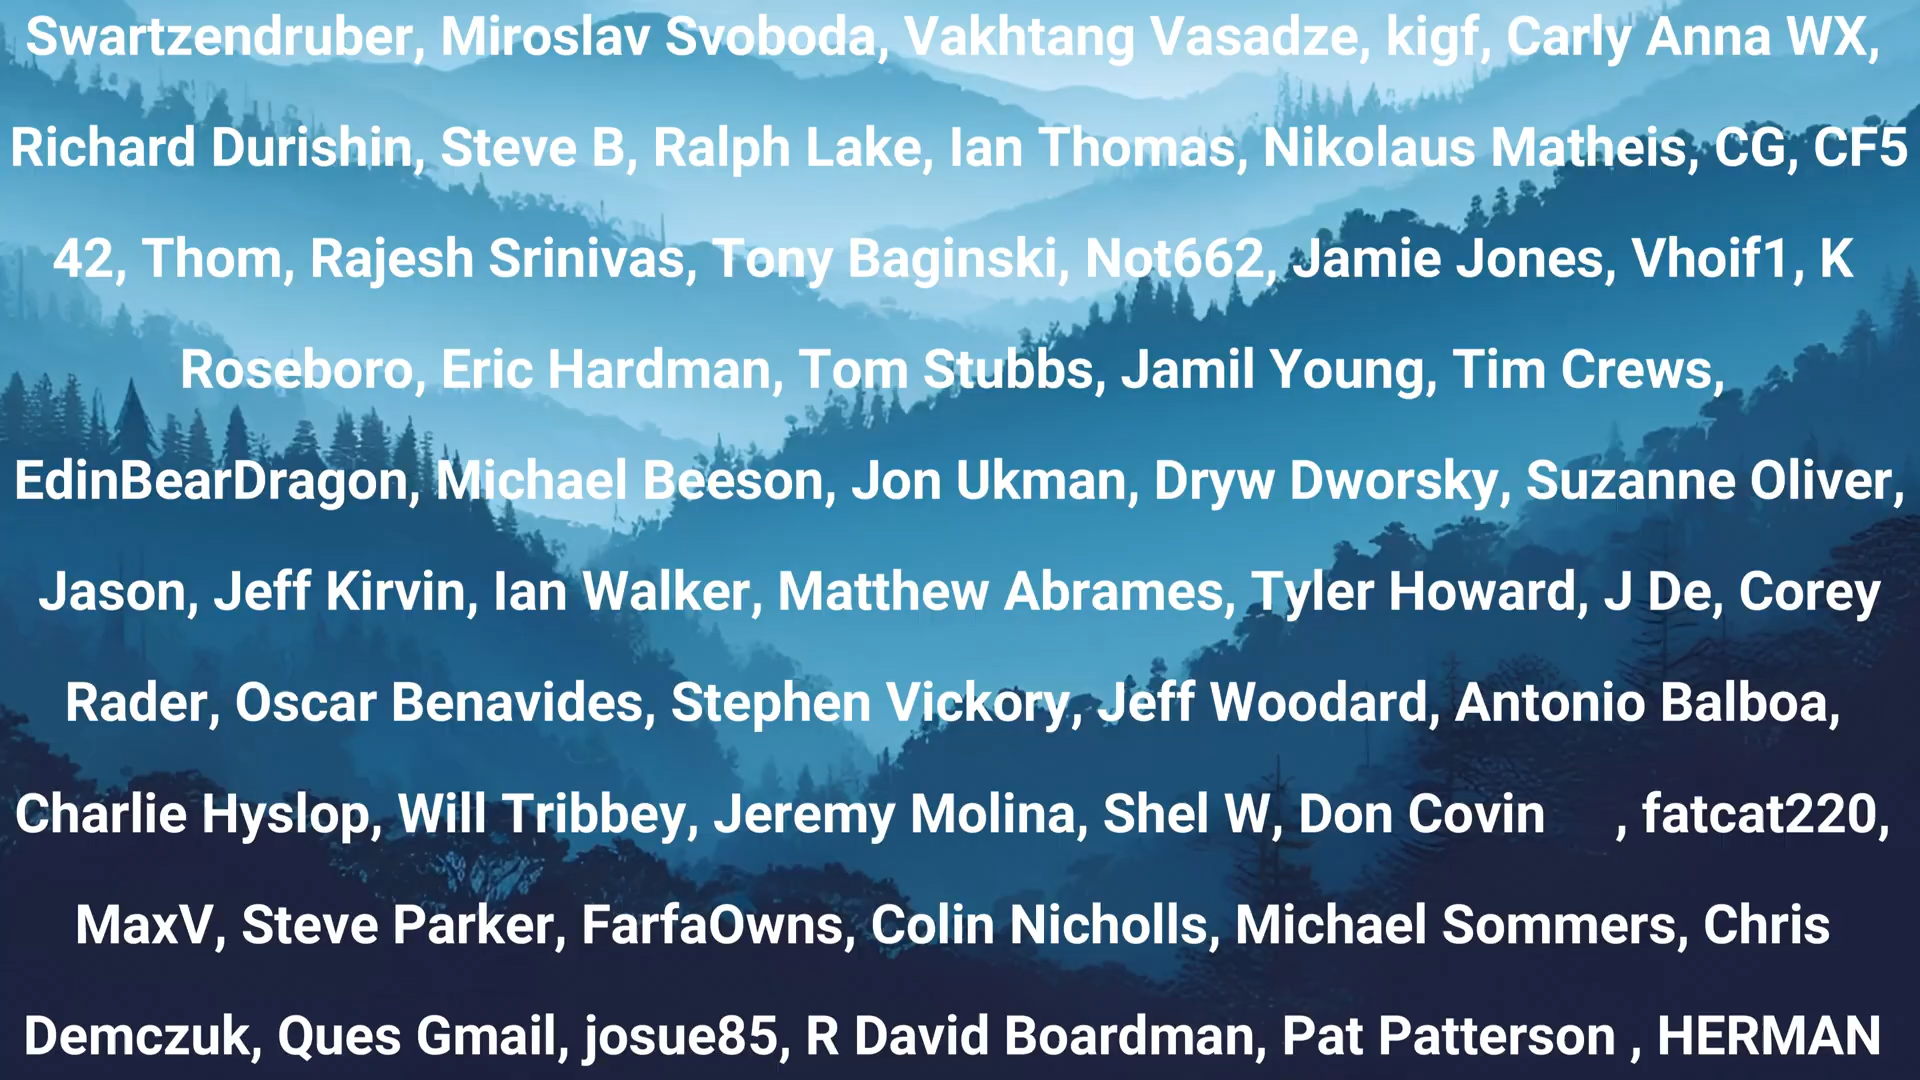 Swartzendruber, Miroslav Svoboda, Vakhtang Vasadze, kigf, Carly Anna WX,
Richard Durishin, Steve B, Ralph Lake, Ian Thomas, Nikolaus Matheis, CG, CF5
42, Thom, Rajesh Srinivas, Tony Baginski, Not662, Jamie Jones, Vhoif1, K
Roseboro, Eric Hardman, Tom Stubbs, Jamil Young, Tim Crews,
EdinBearDragon, Michael Beeson, Jon Ukman, Dryw Dworsky, Suzanne Oliver,
Jason, Jeff Kirvin, Ian Walker, Matthew Abrames, Tyler Howard, J De, Corey
Rader, Oscar Benavides, Stephen Vickory, Jeff Woodard, Antonio Balboa,
Charlie Hyslop, Will Tribbey, Jeremy Molina, Shel W, Don Covin , fatcat220,
MaxV, Steve Parker, FarfaOwns, Colin Nicholls, Michael Sommers, Chris
Demczuk, Ques Gmail, josue85, R David Boardman, Pat Patterson , HERMAN